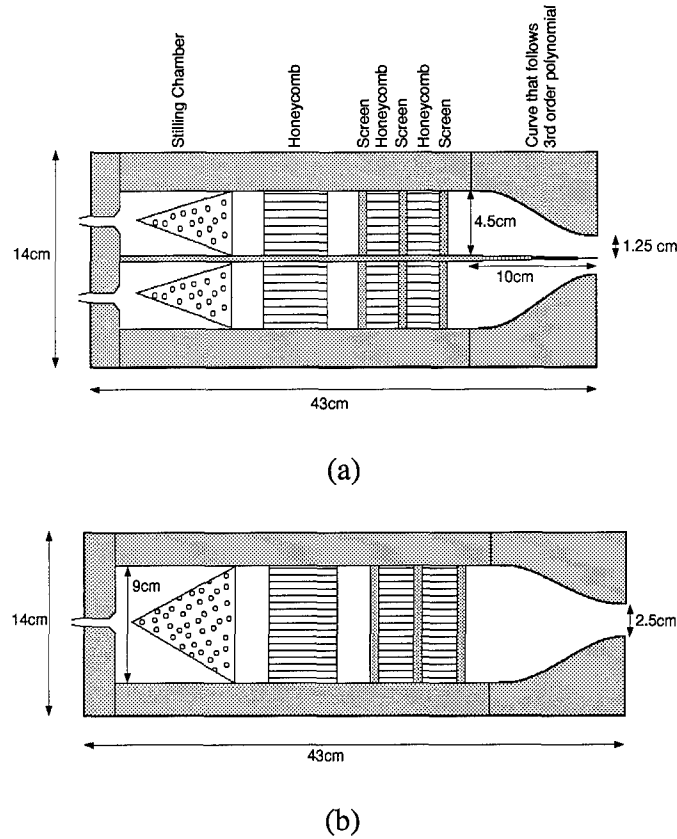 Stilling Chamber
Honeycomb
Screen
Honeycomb
Screen
Honeycomb
Screen
Curve that follows
3rd order polynomial
14cm
4.5cm
1.25 cm
10cm
43cm
(a)
14cm
9cm
2.5cm
43cm
(b)